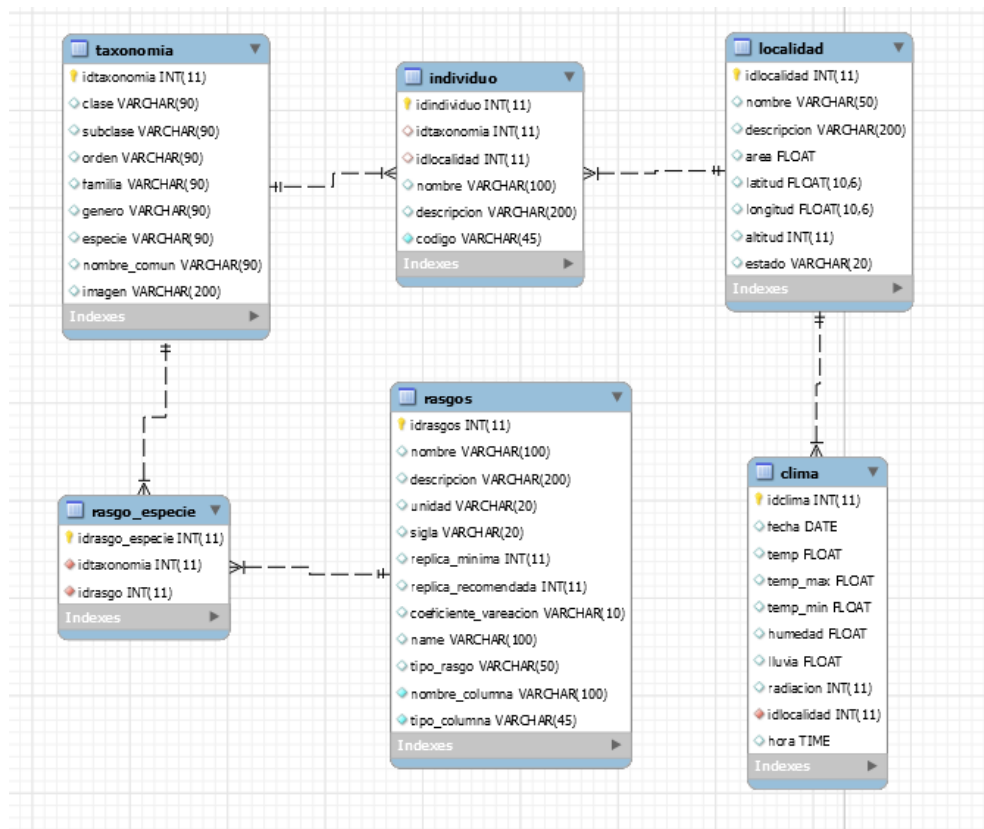 taxonomia
idtaxonomia INT(11)
clase VARCHAR(90)
subclase VARCHAR(90)
orden VARCHAR(90)
familia VARCHAR(90)
genero VARCHAR(90)
especie VARCHAR(90)
nombre_comun VARCHAR(90)
imagen VARCHAR(200)
Indexes
individuo
idindividuo INT(11)
idtaxonomia INT(11)
idlocalidad INT(11)
nombre VARCHAR(100)
descripcion VARCHAR(200)
codigo VARCHAR(45)
Indexes
localidad
idlocalidad INT(11)
nombre VARCHAR(50)
descripcion VARCHAR(200)
area FLOAT
latitud FLOAT(10,6)
longitud FLOAT(10,6)
altitud INT(11)
estado VARCHAR(20)
Indexes
rasgo_especie
idrasgo_especie INT(11)
idtaxonomia INT(11)
idrasgo INT(11)
Indexes
rasgos
idrasgos INT(11)
nombre VARCHAR(100)
descripcion VARCHAR(200)
unidad VARCHAR(20)
sigla VARCHAR(20)
replica_minima INT(11)
replica_recomendada INT(11)
coeficiente_vareacion VARCHAR(10)
name VARCHAR(100)
tipo_rasgo VARCHAR(50)
nombre_columna VARCHAR(100)
tipo_columna VARCHAR(45)
Indexes
clima
idclima INT(11)
fecha DATE
temp FLOAT
temp_max FLOAT
temp_min FLOAT
humedad FLOAT
lluvia FLOAT
radiacion INT(11)
idlocalidad INT(11)
hora TIME
Indexes